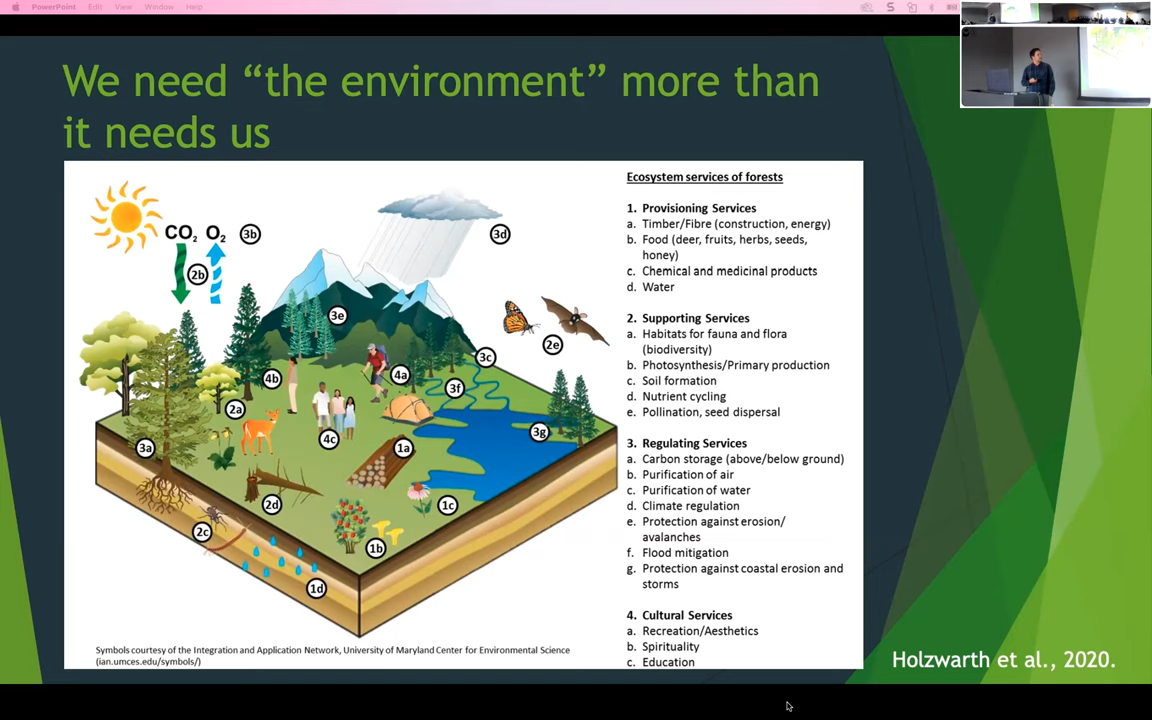 PowerPoint Edit View Window Help
We need “the environment” more than
it needs us
CO₂ O₂ 3b
2b
3d
3e
2e
3c
4b
4a
3f
2a
4c
3g
3a
1a
2d
1c
2c
1b
1d
Symbols courtesy of the Integration and Application Network, University of Maryland Center for Environmental Science
(ian.umces.edu/symbols/)
Ecosystem services of forests
1. Provisioning Services
a. Timber/Fibre (construction, energy)
b. Food (deer, fruits, herbs, seeds,
honey)
c. Chemical and medicinal products
d. Water
2. Supporting Services
a. Habitats for fauna and flora
(biodiversity)
b. Photosynthesis/Primary production
c. Soil formation
d. Nutrient cycling
e. Pollination, seed dispersal
3. Regulating Services
a. Carbon storage (above/below ground)
b. Purification of air
c. Purification of water
d. Climate regulation
e. Protection against erosion/
avalanches
f. Flood mitigation
g. Protection against coastal erosion and
storms
4. Cultural Services
a. Recreation/Aesthetics
b. Spirituality
c. Education
Holzwarth et al., 2020.